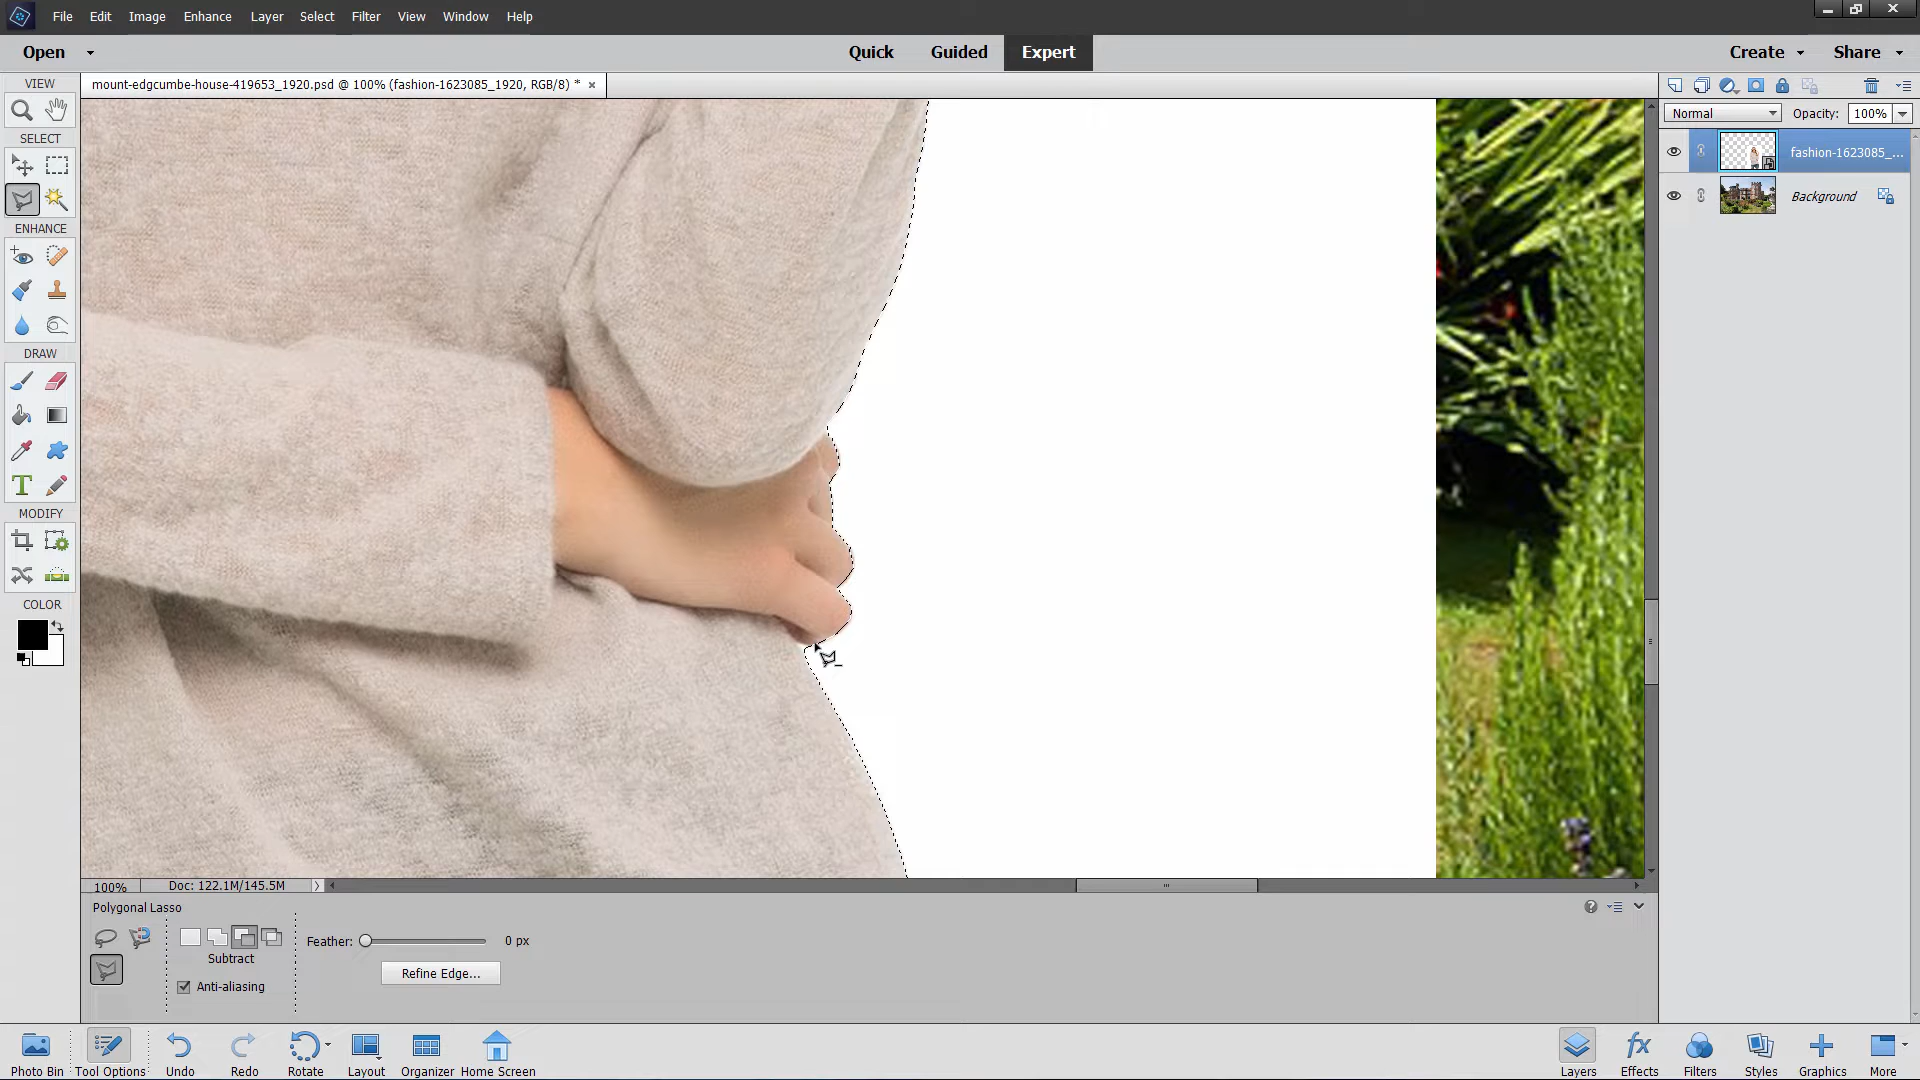 File Edit Image Enhance Layer Select Filter View Window Help
Open Quick Guided Expert Create Share
VIEW mount-edgcumbe-house-419653_1920.psd @ 100% (fashion-1623085_1920, RGB/8) * ×
Normal Opacity: 100%
SELECT
fashion-1623085_...
Background
ENHANCE
DRAW
T
MODIFY
COLOR
100% Doc: 122.1M/145.5M
Polygonal Lasso
Feather: 0 px
Subtract
Refine Edge...
Anti-aliasing
Photo Bin Tool Options Undo Redo Rotate Layout Organizer Home Screen Layers fx Effects Filters Styles Graphics More